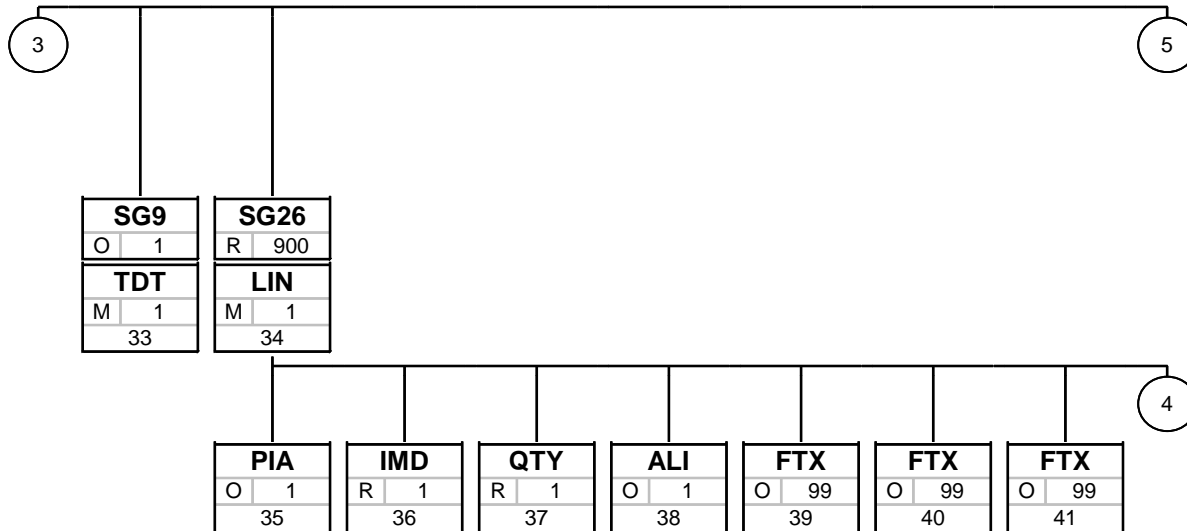 3 5
SG9 SG26
O 1 R 900
TDT LIN
M 1 M 1
33 34
4
PIA IMD QTY ALI FTX FTX FTX
O 1 R 1 R 1 O 1 O 99 O 99 O 99
35 36 37 38 39 40 41